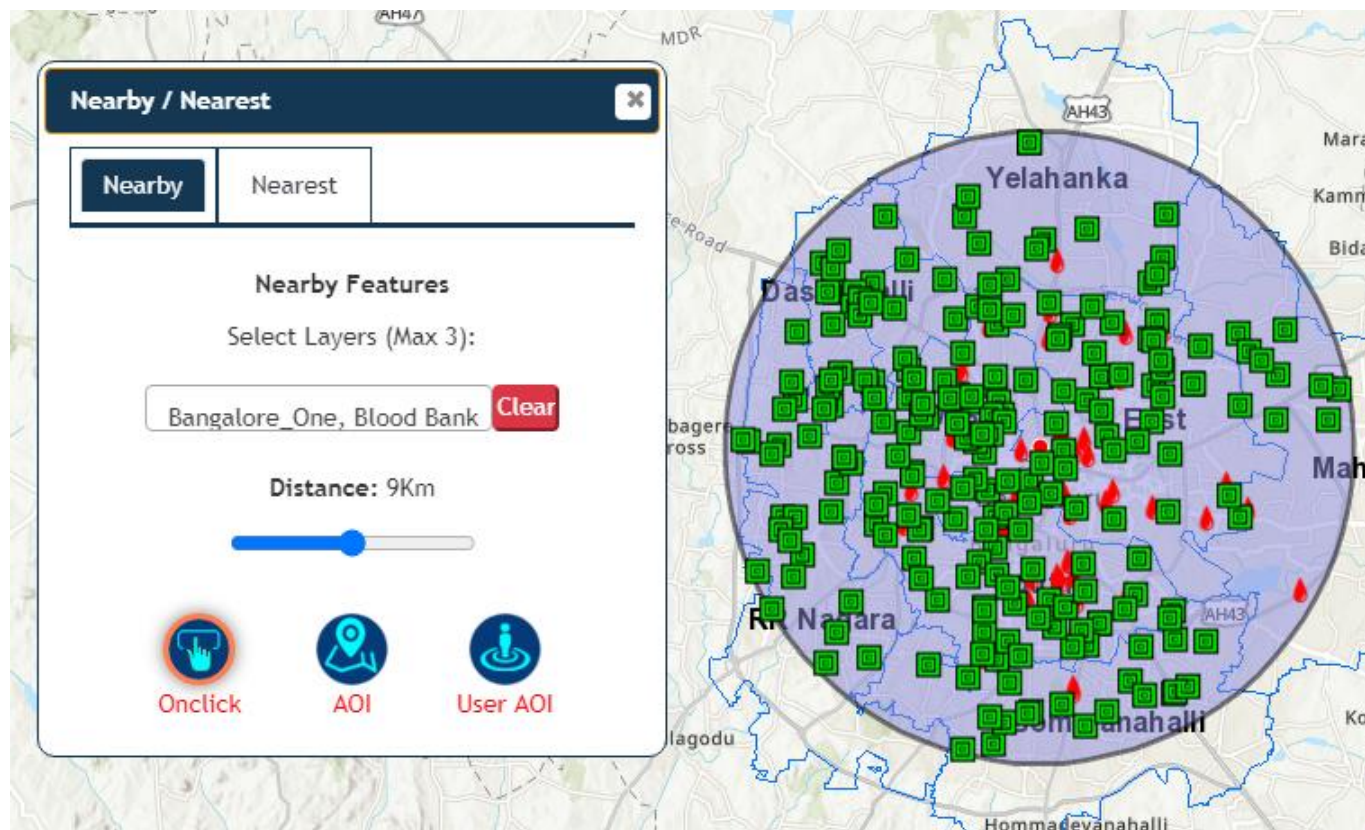 AH47
MDR
Nearby / Nearest
AH43
Mara
Yelahanka
Nearby
Nearest
Kamm
e-Road
Bida
Nearby Features
Select Layers (Max 3):
Bangalore_One, Blood Bank
Clear
East
bagere
ross
Mah
Distance: 9Km
AH43
Onclick
AOI
User AOI
lagodu
Ko
Hommadevanahalli